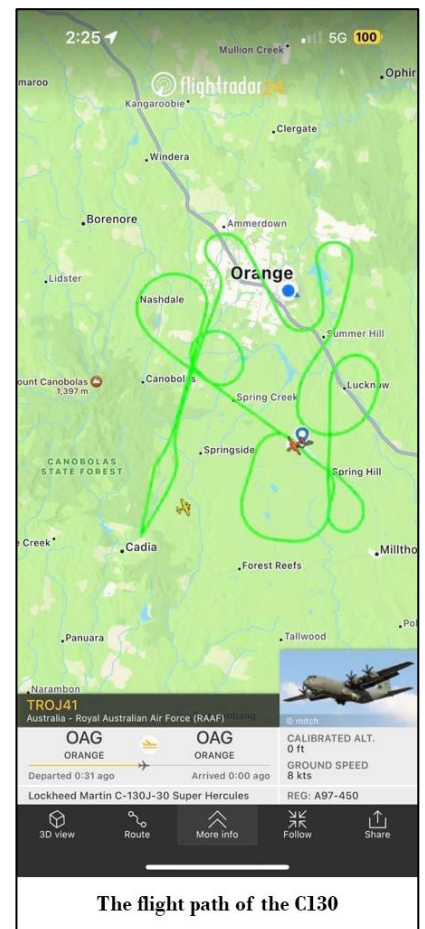 2:25
5G
100
Mullion Creek
flightradar24
Ophir
maroo
Kangaroobie
Clergate
Windera
Borenore
Ammerdown
Lidster
Orange
Nashdale
Summer Hill
ount Canobolas
1,397 m
Canobolas
Lucknow
Spring Creek
CANOBOLAS
STATE FOREST
Springside
Spring Hill
e Creek
Cadia
Milltho
Forest Reefs
Panuara
Tallwood
Pol
Narambon
TROJ41
Australia - Royal Australian Air Force (RAAF)
© mitch
OAG
ORANGE
OAG
ORANGE
CALIBRATED ALT.
0 ft
Departed 0:31 ago
Arrived 0:00 ago
GROUND SPEED
8 kts
Lockheed Martin C-130J-30 Super Hercules
REG: A97-450
3D view
Route
More info
Follow
Share
The flight path of the C130